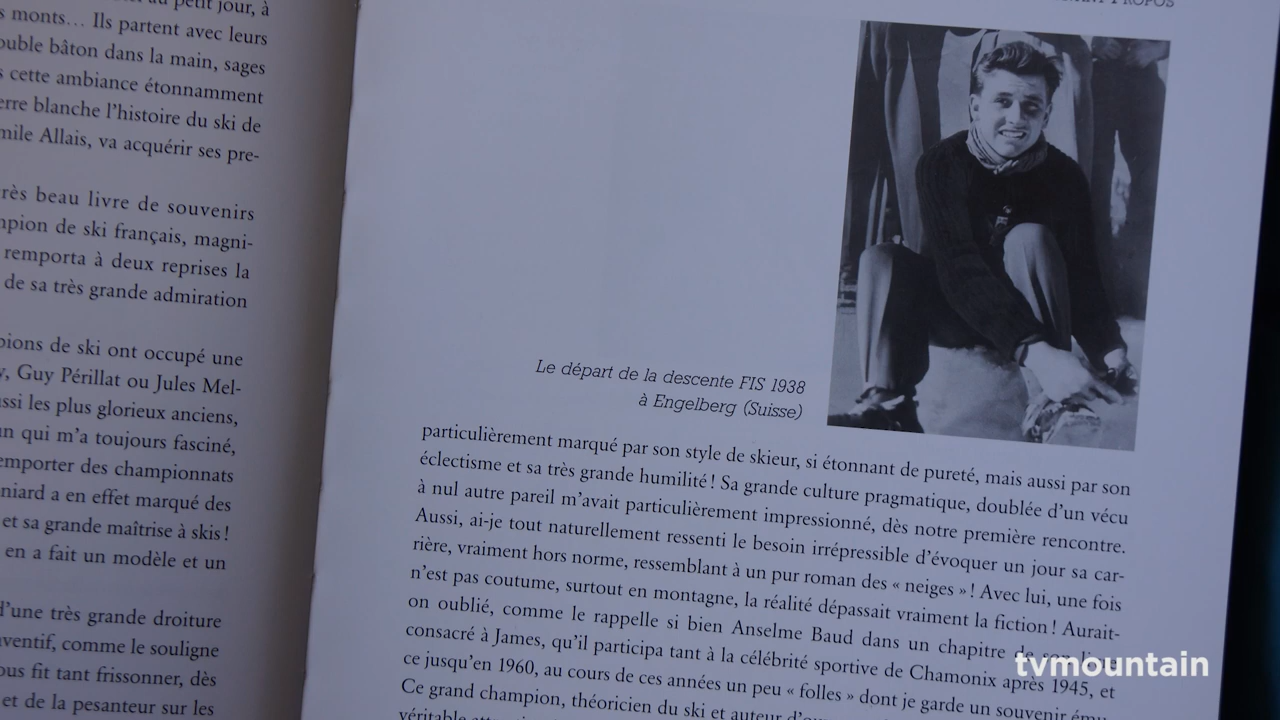 au petit jour, à
s monts… Ils partent avec leurs
ouble bâton dans la main, sages
s cette ambiance étonnamment
erre blanche l'histoire du ski de
mile Allais, va acquérir ses pre-
rès beau livre de souvenirs
mpion de ski français, magni-
remporta à deux reprises la
de sa très grande admiration
pions de ski ont occupé une
y, Guy Périllat ou Jules Mel-
ssi les plus glorieux anciens,
un qui m'a toujours fasciné,
emporter des championnats
niard a en effet marqué des
et sa grande maîtrise à skis !
en a fait un modèle et un
d'une très grande droiture
ventif, comme le souligne
ous fit tant frissonner, dès
et de la pesanteur sur les
Le départ de la descente FIS 1938
à Engelberg (Suisse)
particulièrement marqué par son style de skieur, si étonnant de pureté, mais aussi par son
éclectisme et sa très grande humilité ! Sa grande culture pragmatique, doublée d'un vécu
à nul autre pareil m'avait particulièrement impressionné, dès notre première rencontre.
Aussi, ai-je tout naturellement ressenti le besoin irrépressible d'évoquer un jour sa car-
rière, vraiment hors norme, ressemblant à un pur roman des « neiges » ! Avec lui, une fois
n'est pas coutume, surtout en montagne, la réalité dépassait vraiment la fiction ! Aurait-
on oublié, comme le rappelle si bien Anselme Baud dans un chapitre de son livre
consacré à James, qu'il participa tant à la célébrité sportive de Chamonix après 1945, et
ce jusqu'en 1960, au cours de ces années un peu « folles » dont je garde un souvenir ému
Ce grand champion, théoricien du ski et auteur
véritable
tvmountain